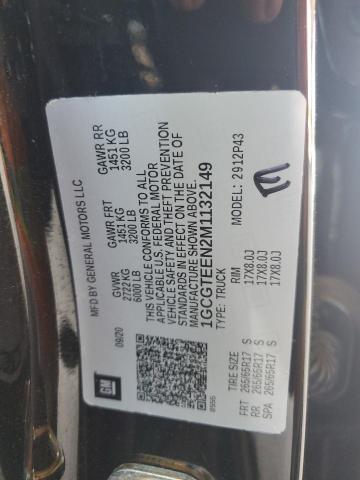 MFD BY GENERAL MOTORS LLC
09/20
GVWR GAWR FRT GAWR RR
2722 KG 1451 KG 1451 KG
6000 LB 3200 LB 3200 LB
THIS VEHICLE CONFORMS TO ALL
APPLICABLE U.S. FEDERAL MOTOR
VEHICLE SAFETY AND THEFT PREVENTION
STANDARDS IN EFFECT ON THE DATE OF
MANUFACTURE SHOWN ABOVE.
1GCGTEEN2M1132149
TYPE: TRUCK MODEL: 2912P43
TIRE SIZE RIM
FRT 265/65R17 S 17X8.0J
RR 265/65R17 S 17X8.0J
SPA 265/65R17 S 17X8.0J
GM